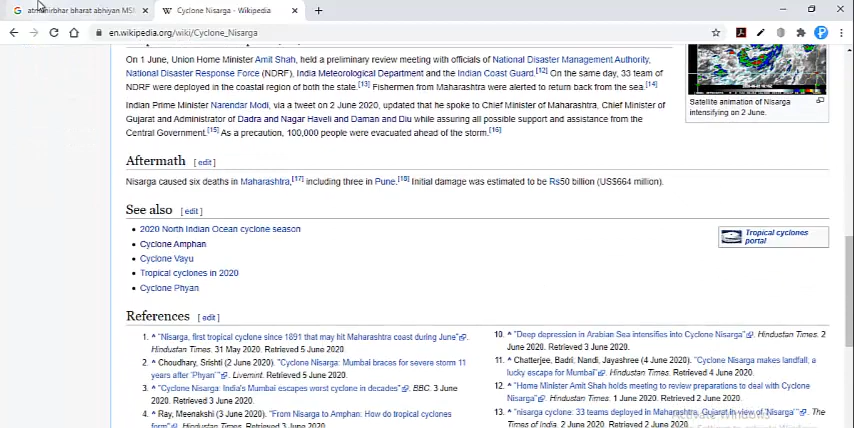 atmnirbhar bharat abhiyan MSM
Cyclone Nisarga - Wikipedia
en.wikipedia.org/wiki/Cyclone_Nisarga
On 1 June, Union Home Minister Amit Shah, held a preliminary review meeting with officials of National Disaster Management Authority,
National Disaster Response Force (NDRF), India Meteorological Department and the Indian Coast Guard.[12] On the same day, 33 team of
NDRF were deployed in the coastal region of both the state.[13] Fishermen from Maharashtra were alerted to return back from the sea.[14]
Indian Prime Minister Narendar Modi, via a tweet on 2 June 2020, updated that he spoke to Chief Minister of Maharashtra, Chief Minister of
Gujarat and Administrator of Dadra and Nagar Haveli and Daman and Diu while assuring all possible support and assistance from the
Central Government.[15] As a precaution, 100,000 people were evacuated ahead of the storm.[16]
Satellite animation of Nisarga
intensifying on 2 June.
Aftermath [ edit ]
Nisarga caused six deaths in Maharashtra,[17] including three in Pune.[18] Initial damage was estimated to be Rs50 billion (US$664 million).
See also [ edit ]
2020 North Indian Ocean cyclone season
Cyclone Amphan
Cyclone Vayu
Tropical cyclones in 2020
Cyclone Phyan
Tropical cyclones
portal
References [ edit ]
1. ^ "Nisarga, first tropical cyclone since 1891 that may hit Maharashtra coast during June".
Hindustan Times. 31 May 2020. Retrieved 5 June 2020.
2. ^ Choudhary, Srishti (2 June 2020). "Cyclone Nisarga: Mumbai braces for severe storm 11
years after 'Phyan'". Livemint. Retrieved 5 June 2020.
3. ^ "Cyclone Nisarga: India's Mumbai escapes worst cyclone in decades". BBC. 3 June
2020. Retrieved 3 June 2020.
4. ^ Ray, Meenakshi (3 June 2020). "From Nisarga to Amphan: How do tropical cyclones
form". Hindustan Times. Retrieved 3 June 2020.
10. ^ "Deep depression in Arabian Sea intensifies into Cyclone Nisarga". Hindustan Times. 2
June 2020. Retrieved 3 June 2020.
11. ^ Chatterjee, Badri; Nandi, Jayashree (4 June 2020). "Cyclone Nisarga makes landfall; a
lucky escape for Mumbai". Hindustan Times. Retrieved 4 June 2020.
12. ^ "Home Minister Amit Shah holds meeting to review preparations to deal with Cyclone
Nisarga". Hindustan Times. 1 June 2020. Retrieved 2 June 2020.
13. ^ "nisarga cyclone: 33 teams deployed in Maharashtra, Gujarat in view of 'Nisarga'". The
Times of India. 2 June 2020. Retrieved 2 June 2020.
Activate Windows